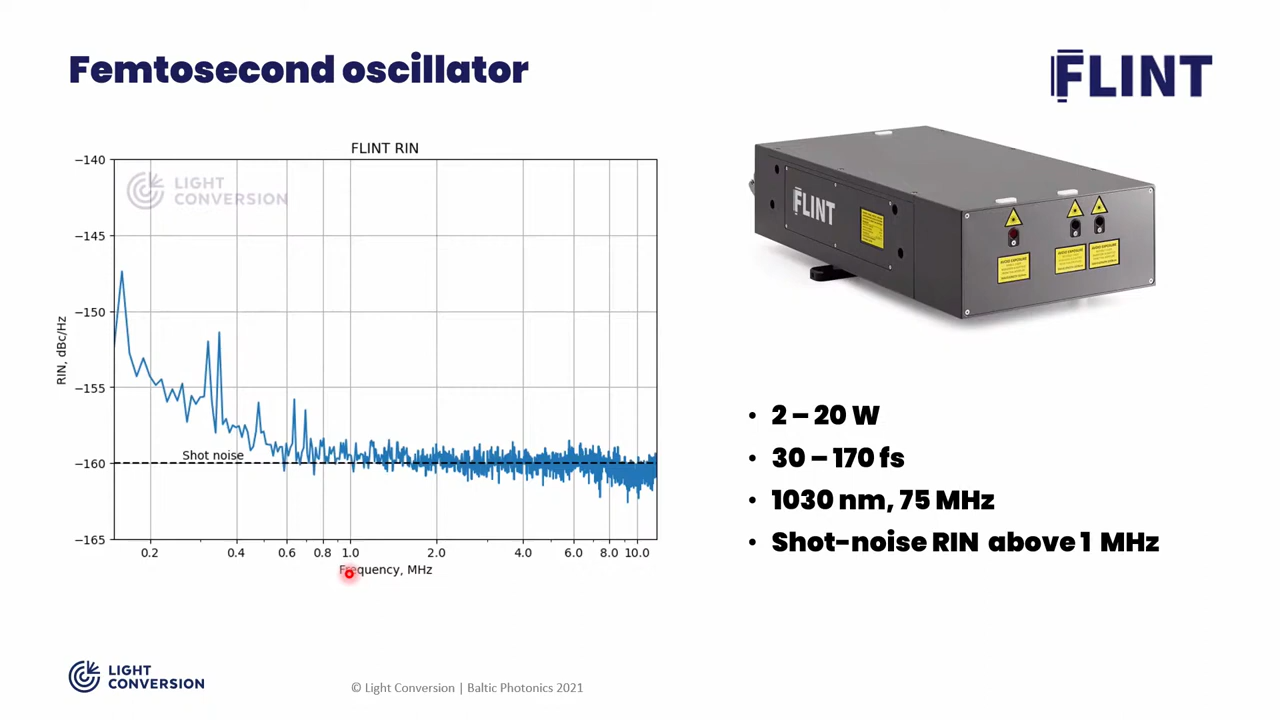 Femtosecond oscillator
FLINT
FLINT RIN
LIGHT
CONVERSION
RIN, dBc/Hz
−140
−145
−150
−155
−160
−165
Shot noise
0.2 0.4 0.6 0.8 1.0 2.0 4.0 6.0 8.0 10.0
Frequency, MHz
FLINT
• 2 – 20 W
• 30 – 170 fs
• 1030 nm, 75 MHz
• Shot-noise RIN above 1 MHz
LIGHT
CONVERSION
© Light Conversion | Baltic Photonics 2021